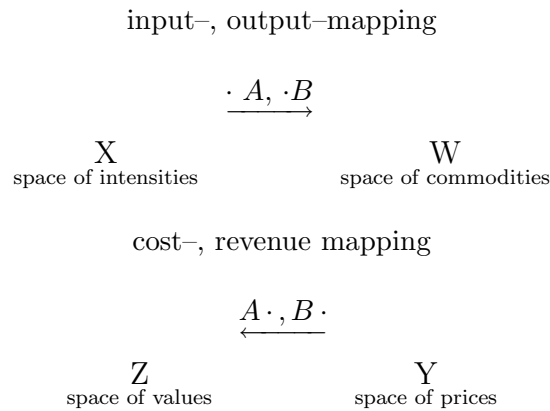 input–, output–mapping
· A, ·B
X W
space of intensities space of commodities
cost–, revenue mapping
A · , B ·
Z Y
space of values space of prices